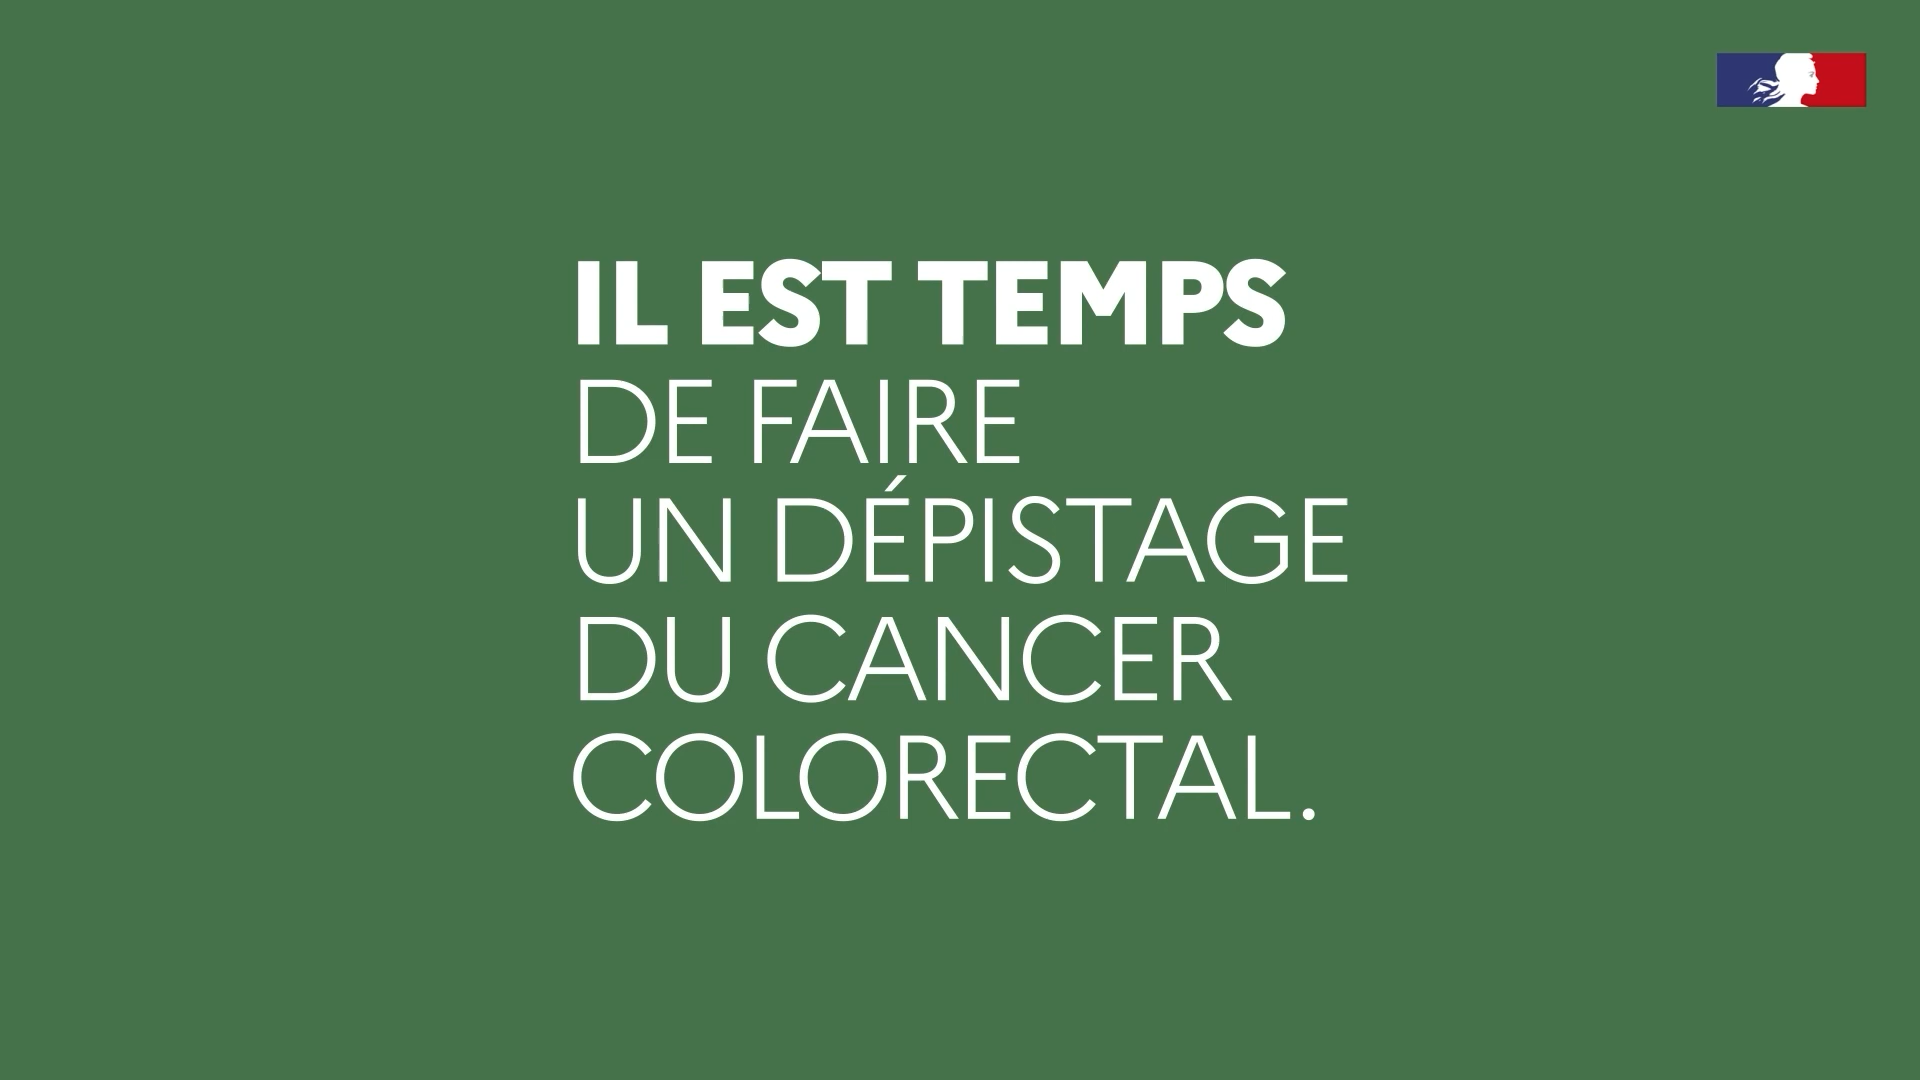 IL EST TEMPS
DE FAIRE
UN DÉPISTAGE
DU CANCER
COLORECTAL.